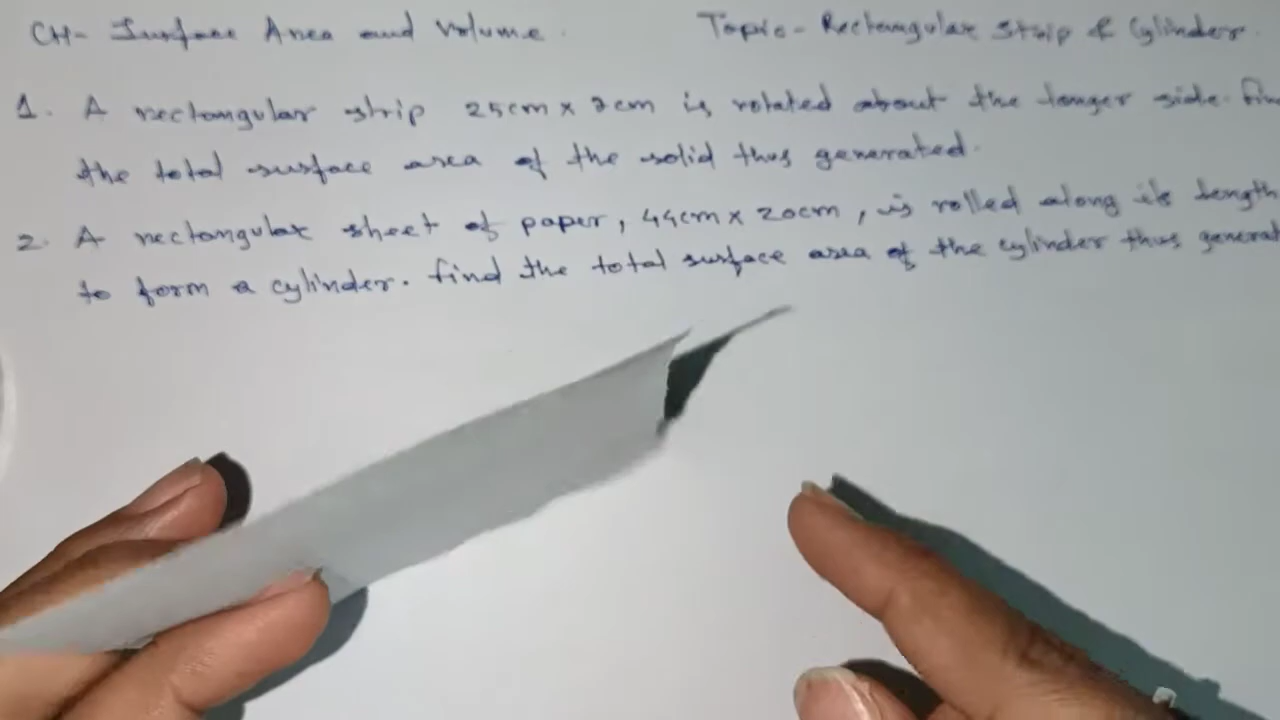 CH- Surface Area and Volume.
Topic- Rectangular Strip & Cylinder.
1. A rectangular strip 25cm x 7cm is rotated about the longer side. Fin
the total surface area of the solid thus generated.
2. A rectangular sheet of paper, 44cm x 20cm, is rolled along its length
to form a cylinder. find the total surface area of the cylinder thus generat